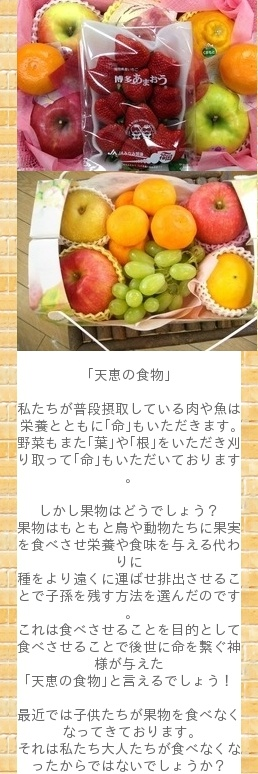 博多あまおう
｢天恵の食物｣
私たちが普段摂取している肉や魚は
栄養とともに｢命｣もいただきます。
野菜もまた｢葉｣や｢根｣をいただき刈
り取って｢命｣もいただいております
。
しかし果物はどうでしょう？
果物はもともと鳥や動物たちに果実
を食べさせ栄養や食味を与える代わ
りに
種をより遠くに運ばせ排出させるこ
とで子孫を残す方法を選んだのです
。
これは食べさせることを目的として
食べさせることで後世に命を繋ぐ神
様が与えた
｢天恵の食物｣と言えるでしょう！
最近では子供たちが果物を食べなく
なってきております。
それは私たち大人たちが食べなくな
ったからではないでしょうか？